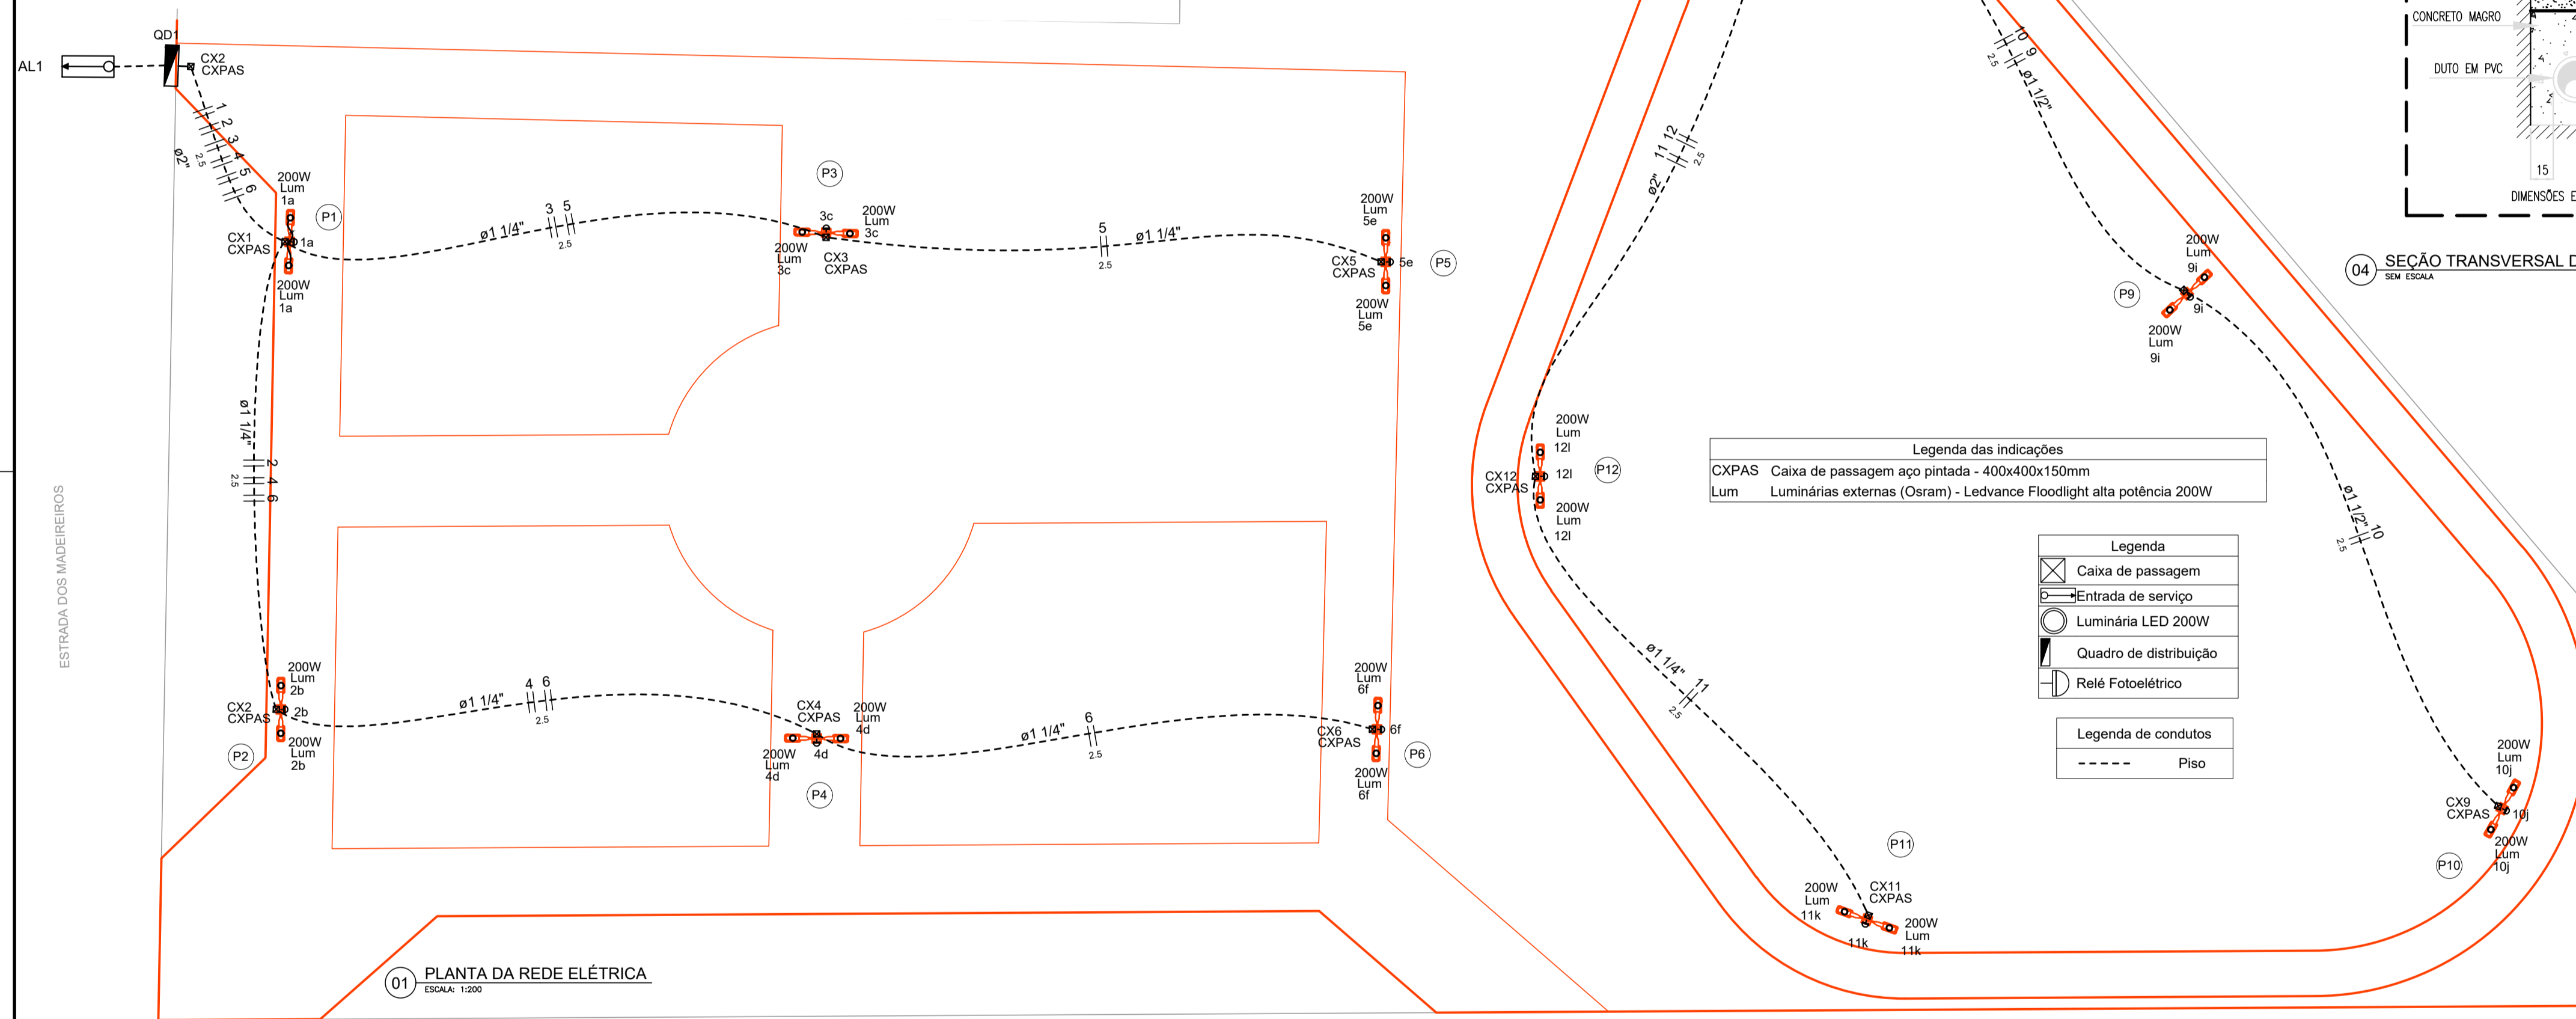 QD1
AL1
CX2
CXPAS
1
2
3
4
5
6
2.5
ø2"
200W
Lum
1a
P1
CX1
CXPAS
1a
200W
Lum
1a
ø1 1/4"
3 5
2.5
P3
3c
200W
Lum
3c
200W
Lum
3c
CX3
CXPAS
5
2.5
ø1 1/4"
200W
Lum
5e
CX5
CXPAS
5e
P5
200W
Lum
5e
ø1 1/4"
2
4
6
2.5
ESTRADA DOS MADEIREIROS
200W
Lum
2b
CX2
CXPAS
2b
200W
Lum
2b
P2
ø1 1/4"
4 6
2.5
CX4
CXPAS
200W
Lum
4d
200W
Lum
4d
4d
P4
ø1 1/4"
6
2.5
200W
Lum
6f
CX6
CXPAS
6f
P6
200W
Lum
6f
01
PLANTA DA REDE ELÉTRICA
ESCALA: 1:200
11 12
2.5
ø2"
10
9
2.5
ø1 1/2"
200W
Lum
9i
P9
9i
200W
Lum
9i
200W
Lum
12l
CX12
CXPAS
12l
P12
200W
Lum
12l
Legenda das indicações
CXPAS Caixa de passagem aço pintada - 400x400x150mm
Lum Luminárias externas (Osram) - Ledvance Floodlight alta potência 200W
Legenda
Caixa de passagem
Entrada de serviço
Luminária LED 200W
Quadro de distribuição
Relé Fotoelétrico
Legenda de condutos
Piso
ø1 1/4"
11
2.5
P11
200W
Lum
11k
CX11
CXPAS
11k
200W
Lum
11k
ø1 1/2"
10
2.5
200W
Lum
10j
CX9
CXPAS
10j
200W
Lum
10j
P10
CONCRETO MAGRO
DUTO EM PVC
15
DIMENSÕES E
04
SEÇÃO TRANSVERSAL D
SEM ESCALA